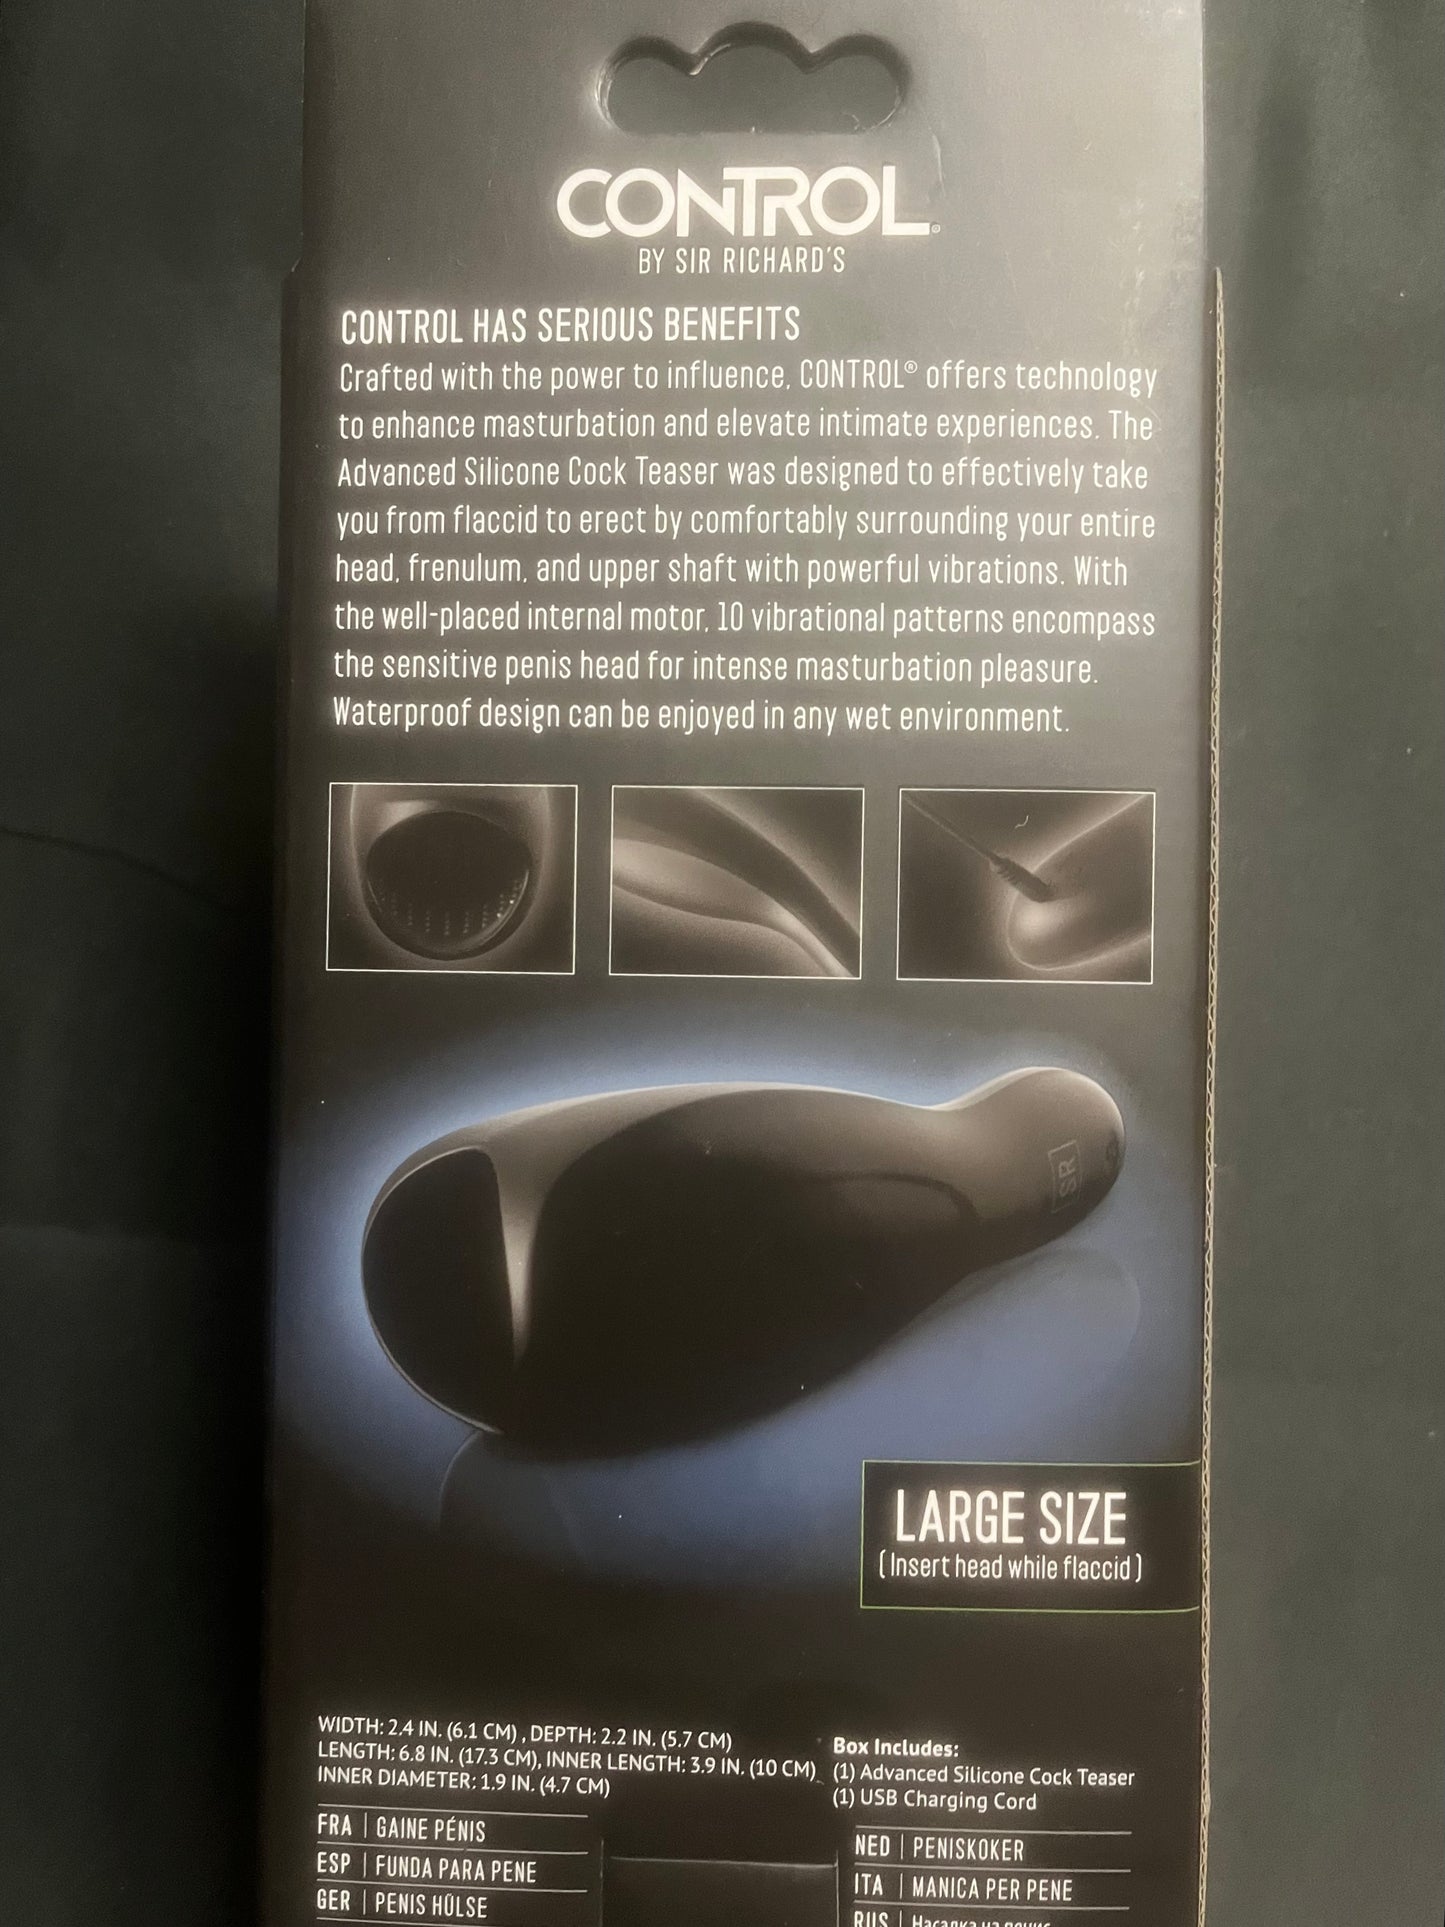 CONTROL®
BY SIR RICHARD'S
CONTROL HAS SERIOUS BENEFITS
Crafted with the power to influence, CONTROL® offers technology
to enhance masturbation and elevate intimate experiences. The
Advanced Silicone Cock Teaser was designed to effectively take
you from flaccid to erect by comfortably surrounding your entire
head, frenulum, and upper shaft with powerful vibrations. With
the well-placed internal motor, 10 vibrational patterns encompass
the sensitive penis head for intense masturbation pleasure.
Waterproof design can be enjoyed in any wet environment.
SR
LARGE SIZE
(Insert head while flaccid)
WIDTH: 2.4 IN. (6.1 CM) , DEPTH: 2.2 IN. (5.7 CM)
LENGTH: 6.8 IN. (17.3 CM), INNER LENGTH: 3.9 IN. (10 CM)
INNER DIAMETER: 1.9 IN. (4.7 CM)
Box Includes:
(1) Advanced Silicone Cock Teaser
(1) USB Charging Cord
FRA | GAINE PÉNIS
ESP | FUNDA PARA PENE
GER | PENIS HÜLSE
NED | PENISKOKER
ITA | MANICA PER PENE
RUS | Насадка на пенис